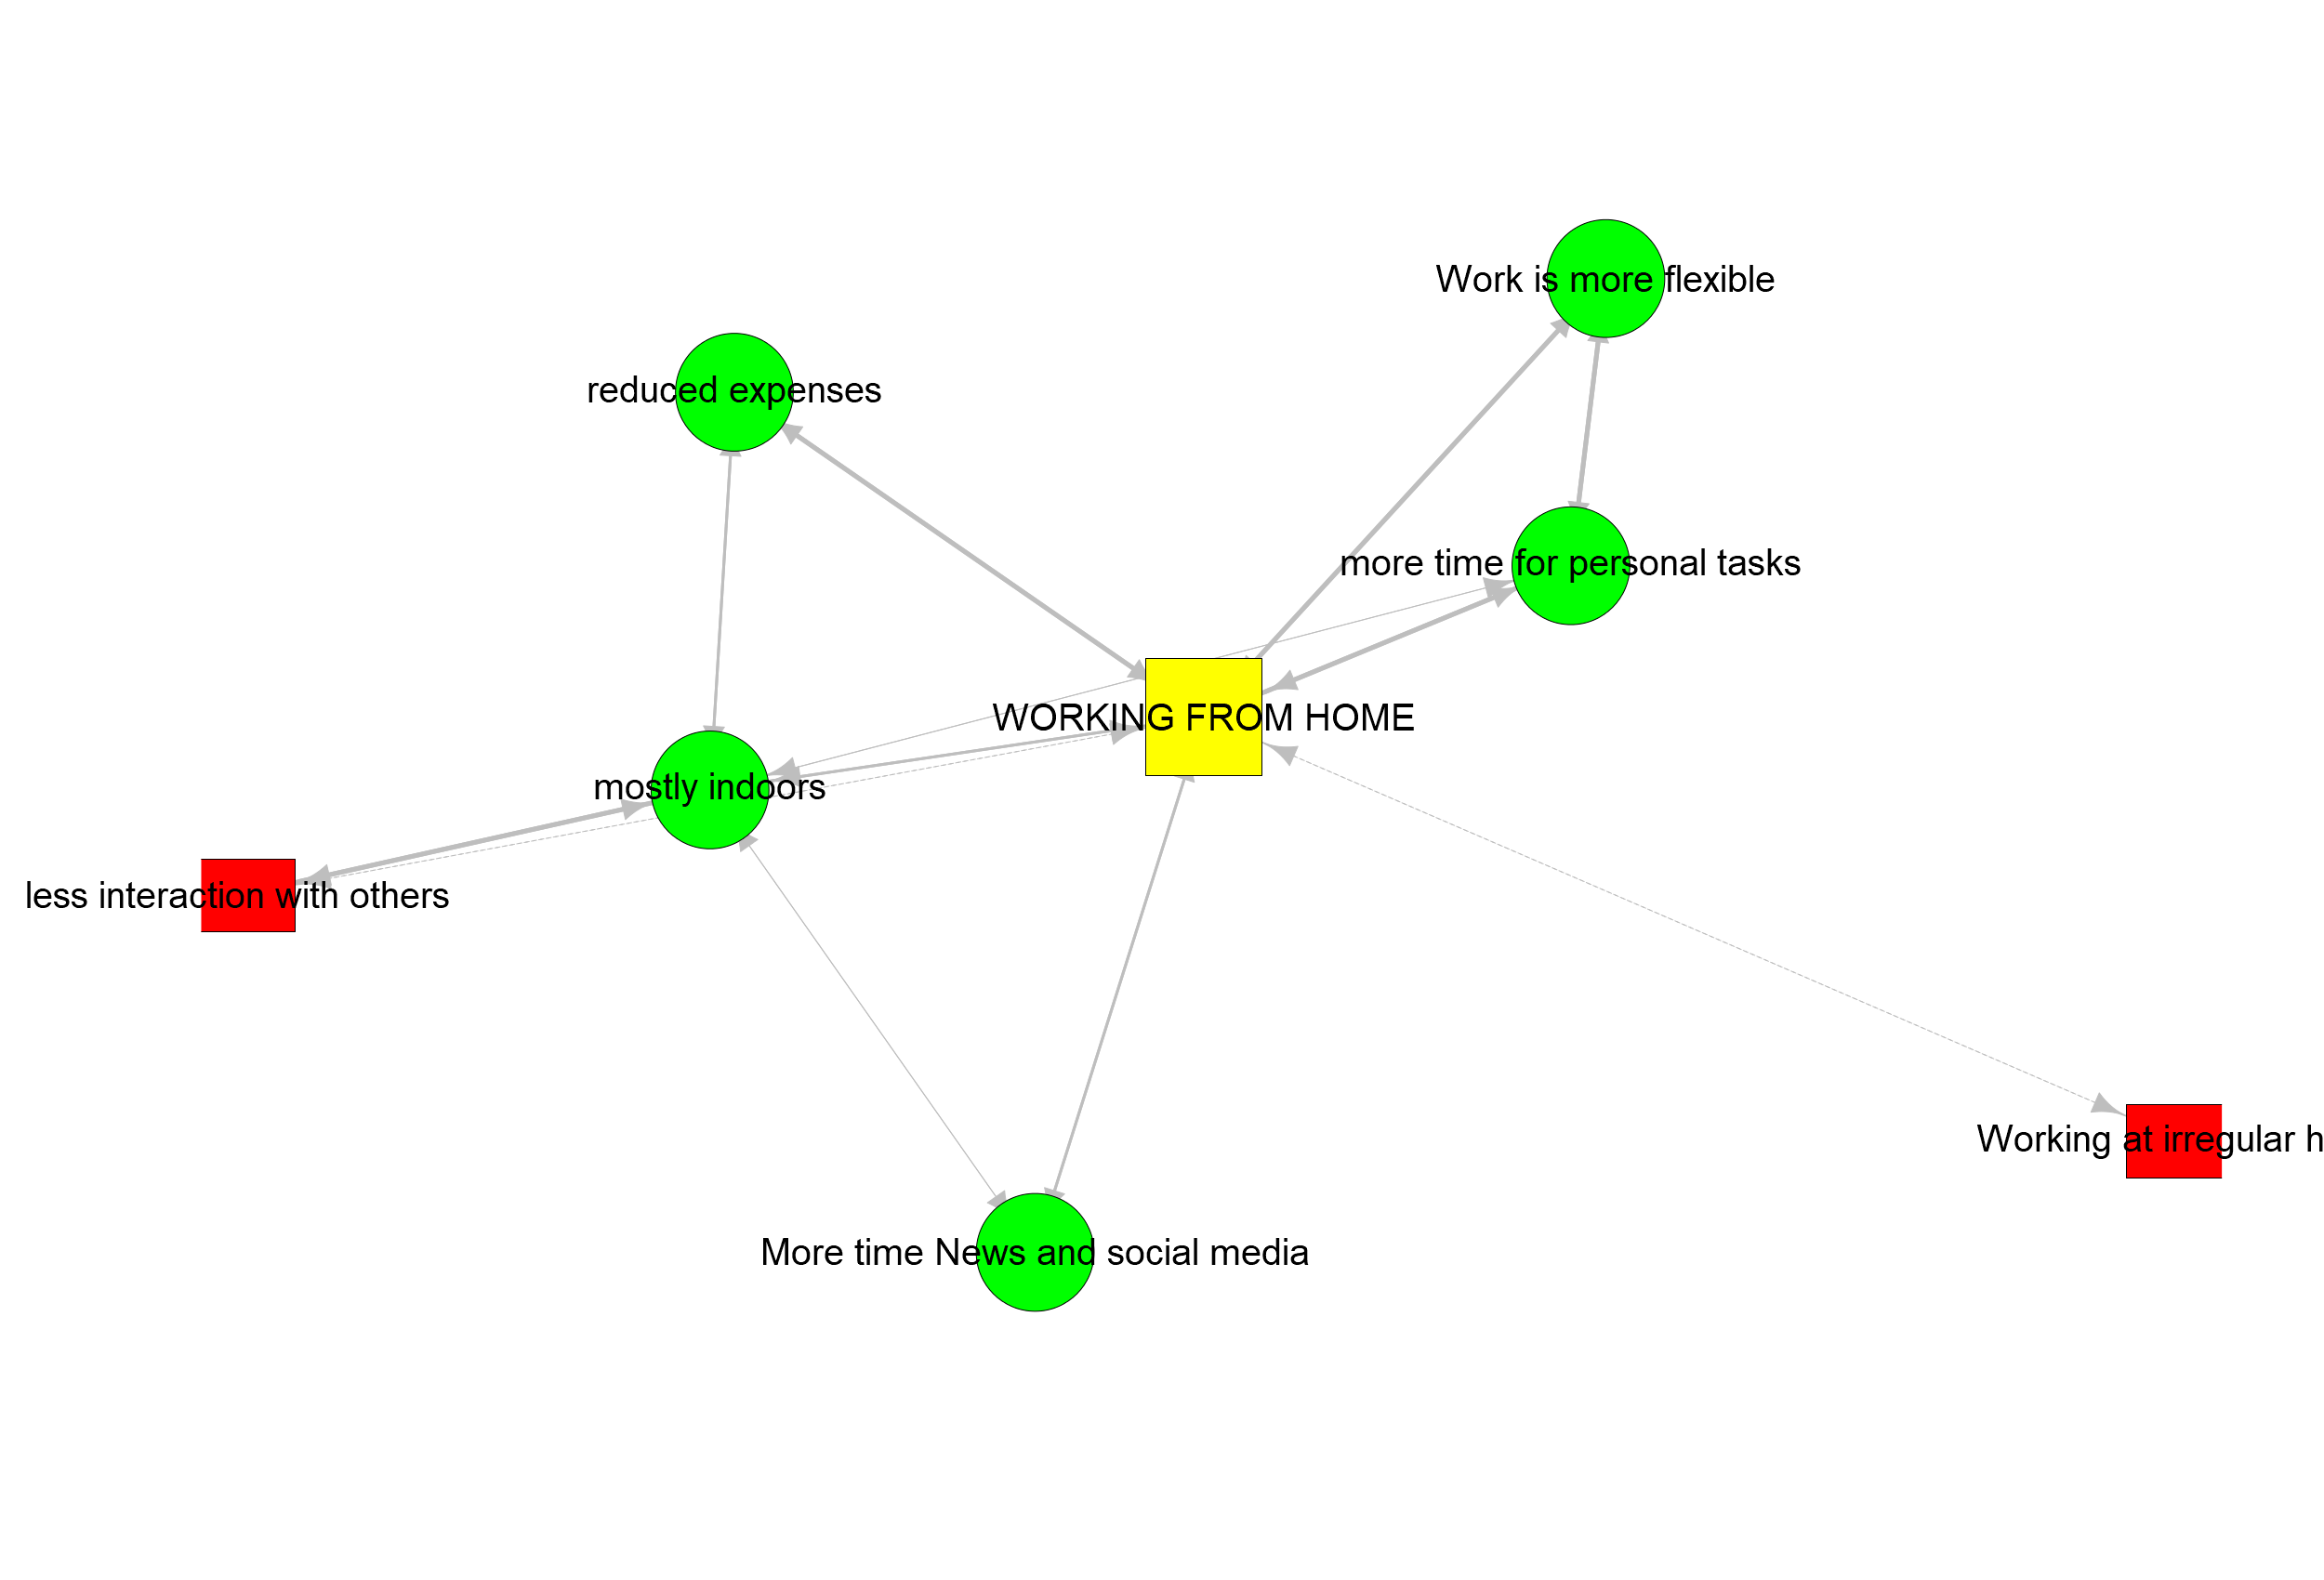 Work is more flexible
reduced expenses
more time for personal tasks
WORKING FROM HOME
mostly indoors
less interaction with others
Working at irregular h
More time News and social media